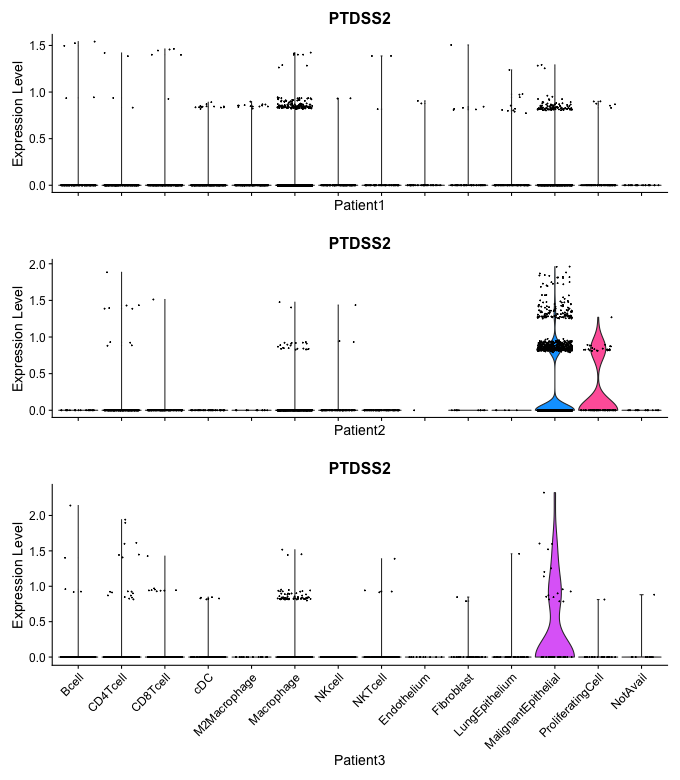 PTDSS2
Expression Level
1.5
1.0
0.5
0.0
Patient1
PTDSS2
Expression Level
2.0
1.5
1.0
0.5
0.0
Patient2
PTDSS2
Expression Level
2.0
1.5
1.0
0.5
0.0
Bcell
CD4Tcell
CD8Tcell
cDC
M2Macrophage
Macrophage
NKcell
NKTcell
Endothelium
Fibroblast
LungEpithelium
MalignantEpithelial
ProliferatingCell
NotAvail
Patient3